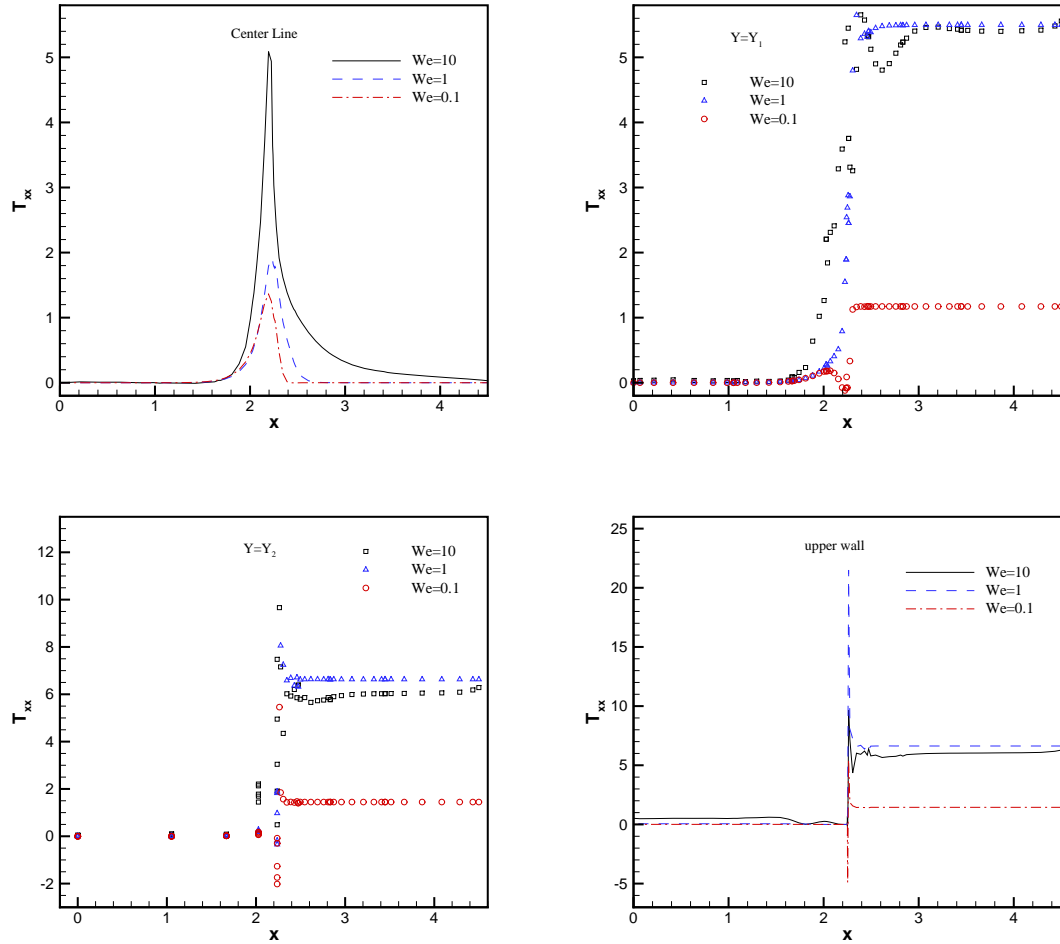 Center Line
We=10
We=1
We=0.1
5
4
3
2
1
0
T xx
0 1 2 3 4
x
Y=Y1
We=10
We=1
We=0.1
5
4
3
2
1
0
T xx
0 1 2 3 4
x
Y=Y2
We=10
We=1
We=0.1
12
10
8
6
4
2
0
-2
T xx
0 1 2 3 4
x
upper wall
We=10
We=1
We=0.1
25
20
15
10
5
0
-5
T xx
0 1 2 3 4
x